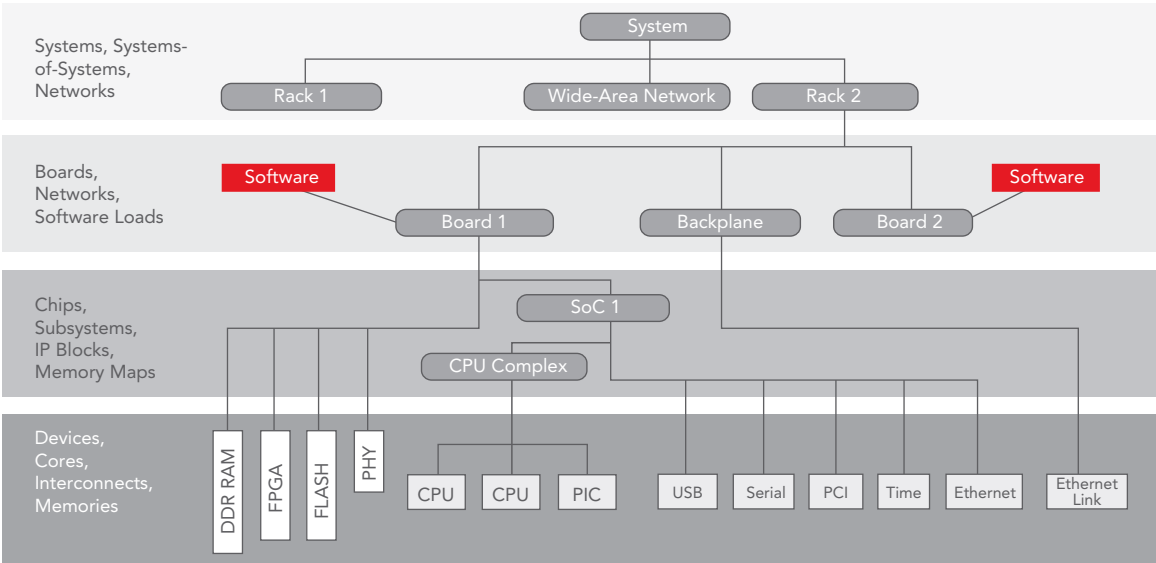 System
Systems, Systems-
of-Systems,
Networks
Rack 1
Wide-Area Network
Rack 2
Boards,
Networks,
Software Loads
Software
Software
Board 1
Backplane
Board 2
Chips,
Subsystems,
IP Blocks,
Memory Maps
SoC 1
CPU Complex
Devices,
Cores,
Interconnects,
Memories
DDR RAM
FPGA
FLASH
PHY
CPU
CPU
PIC
USB
Serial
PCI
Time
Ethernet
Ethernet
Link